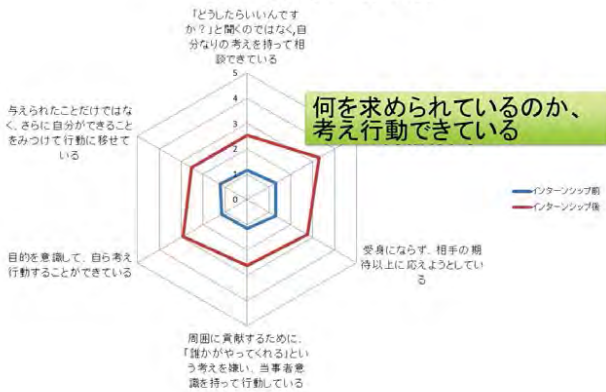 「どうしたらいいんです
か?」と聞くのではなく,自
分なりの考えを持って相
談できている
5
4
3
2
1
0
何を求められているのか、
考え行動できている
与えられたことだけではな
く、さらに自分ができること
をみつけて行動に移せて
いる
インターンシップ前
インターンシップ後
受身にならず、相手の期
待以上に応えようとしてい
る
目的を意識して、自ら考え
行動することができている
周囲に貢献するために、
「誰かがやってくれる」とい
う考えを嫌い、当事者意
識を持って行動している